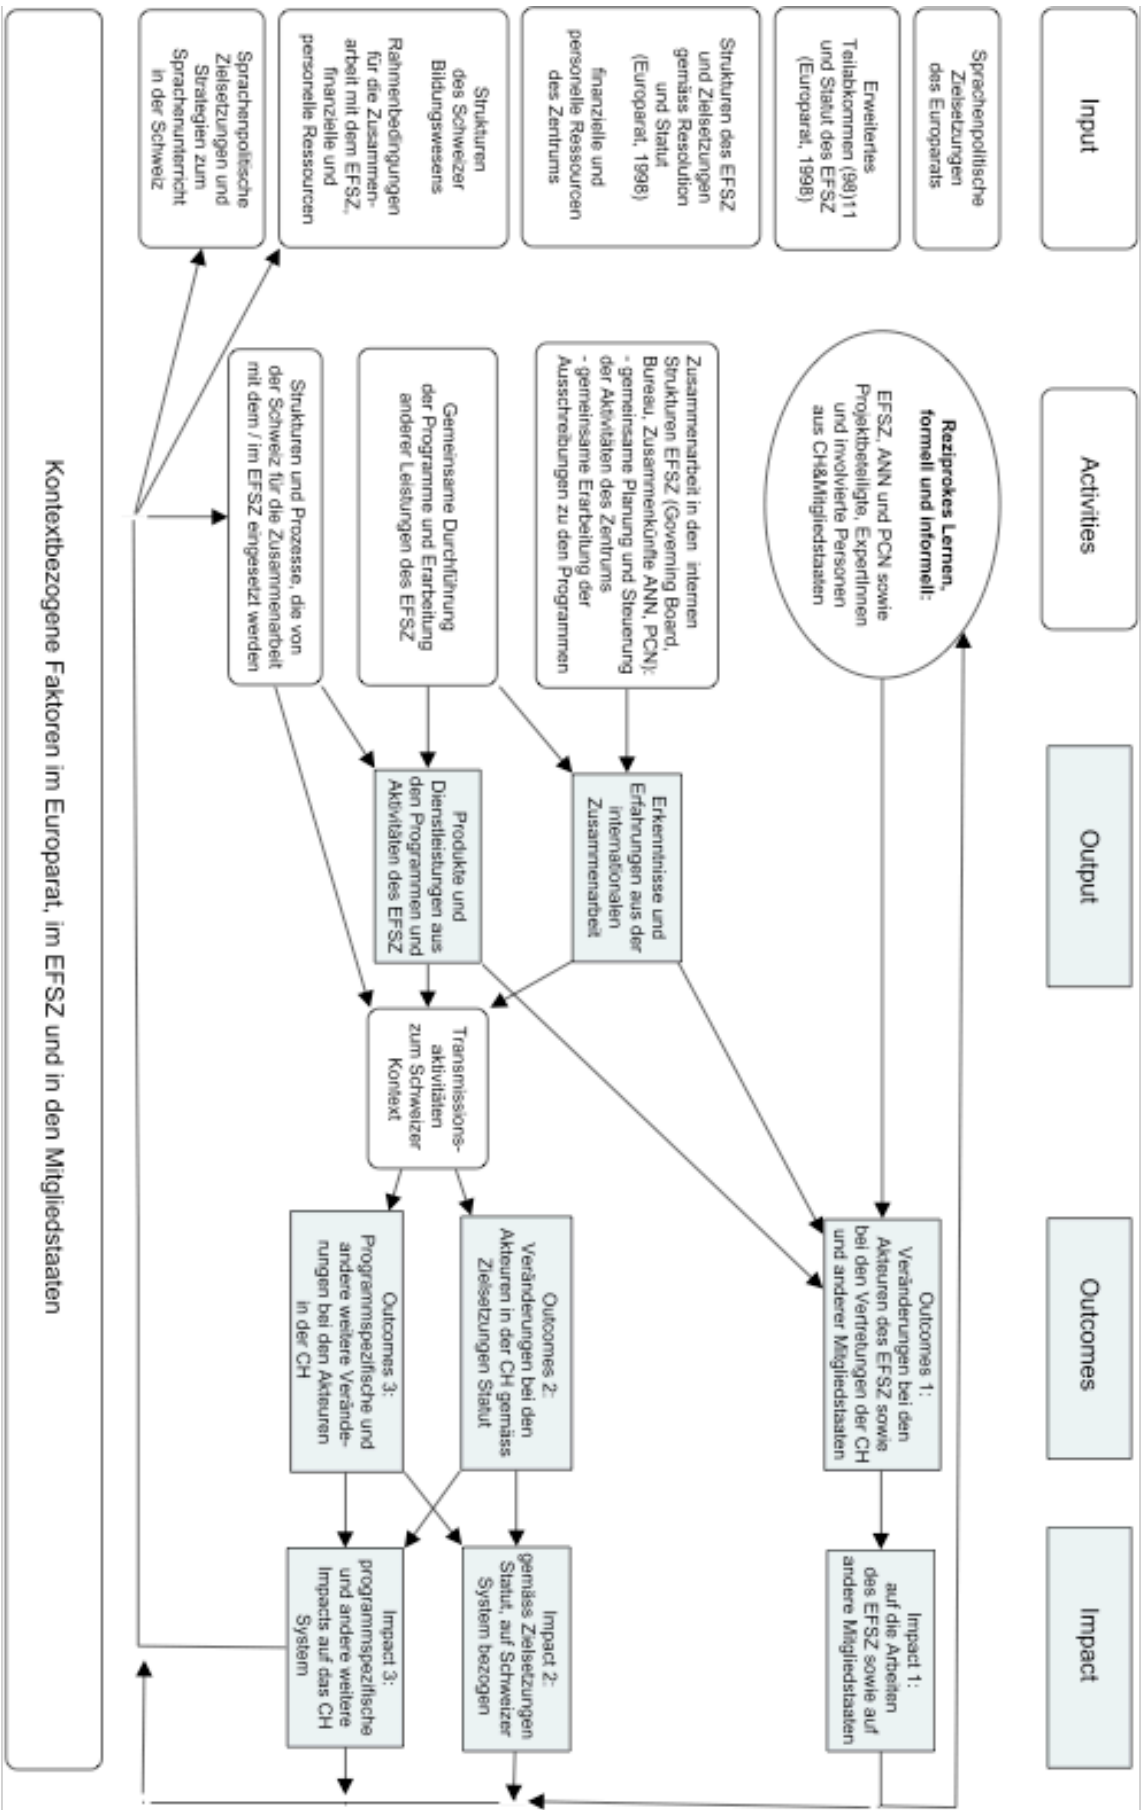 Input
Activities
Output
Outcomes
Impact
Sprachenpolitische
Zielsetzungen
des Europarats
Erweitertes
Teilabkommen (98)11
und Statut des EFSZ
(Europarat, 1998)
Strukturen des EFSZ
und Zielsetzungen
gemäss Resolution
und Statut
(Europarat, 1998)
finanzielle und
personelle Ressourcen
des Zentrums
Strukturen
des Schweizer
Bildungswesens
Rahmenbedingungen
für die Zusammen-
arbeit mit dem EFSZ,
finanzielle und
personelle Ressourcen
Sprachenpolitische
Zielsetzungen und
Strategien zum
Sprachenunterricht
in der Schweiz
Reziprokes Lernen,
formell und informell:
EFSZ, ANN und PCN sowie
Projektbeteiligte, ExpertInnen
und involvierte Personen
aus CH&Mitgliedstaaten
Zusammenarbeit in den internen
Strukturen EFSZ (Governing Board,
Bureau, Zusammenkünfte ANN, PCN):
- gemeinsame Planung und Steuerung
der Aktivitäten des Zentrums
- gemeinsame Erarbeitung der
Ausschreibungen zu den Programmen
Gemeinsame Durchführung
der Programme und Erarbeitung
anderer Leistungen des EFSZ
Strukturen und Prozesse, die von
der Schweiz für die Zusammenarbeit
mit dem / im EFSZ eingesetzt werden
Erkenntnisse und
Erfahrungen aus der
internationalen
Zusammenarbeit
Produkte und
Dienstleistungen aus
den Programmen und
Aktivitäten des EFSZ
Transmissions-
aktivitäten
zum Schweizer
Kontext
Outcomes 1:
Veränderungen bei den
Akteuren des EFSZ sowie
bei den Vertretungen der CH
und anderer Mitgliedstaaten
Outcomes 2:
Veränderungen bei den
Akteuren in der CH gemäss
Zielsetzungen Statut
Outcomes 3:
Programmspezifische und
andere weitere Verände-
rungen bei den Akteuren
in der CH
Impact 1:
auf die Arbeiten
des EFSZ sowie auf
andere Mitgliedstaaten
Impact 2:
gemäss Zielsetzungen
Statut, auf Schweizer
System bezogen
Impact 3:
programmspezifische
und andere weitere
Impacts auf das CH
System
Kontextbezogene Faktoren im Europarat, im EFSZ und in den Mitgliedstaaten